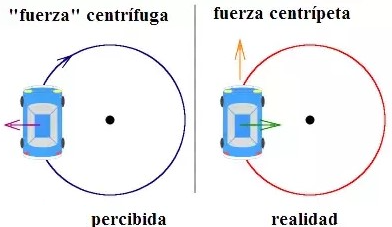 "fuerza" centrífuga
fuerza centrípeta
percibida
realidad